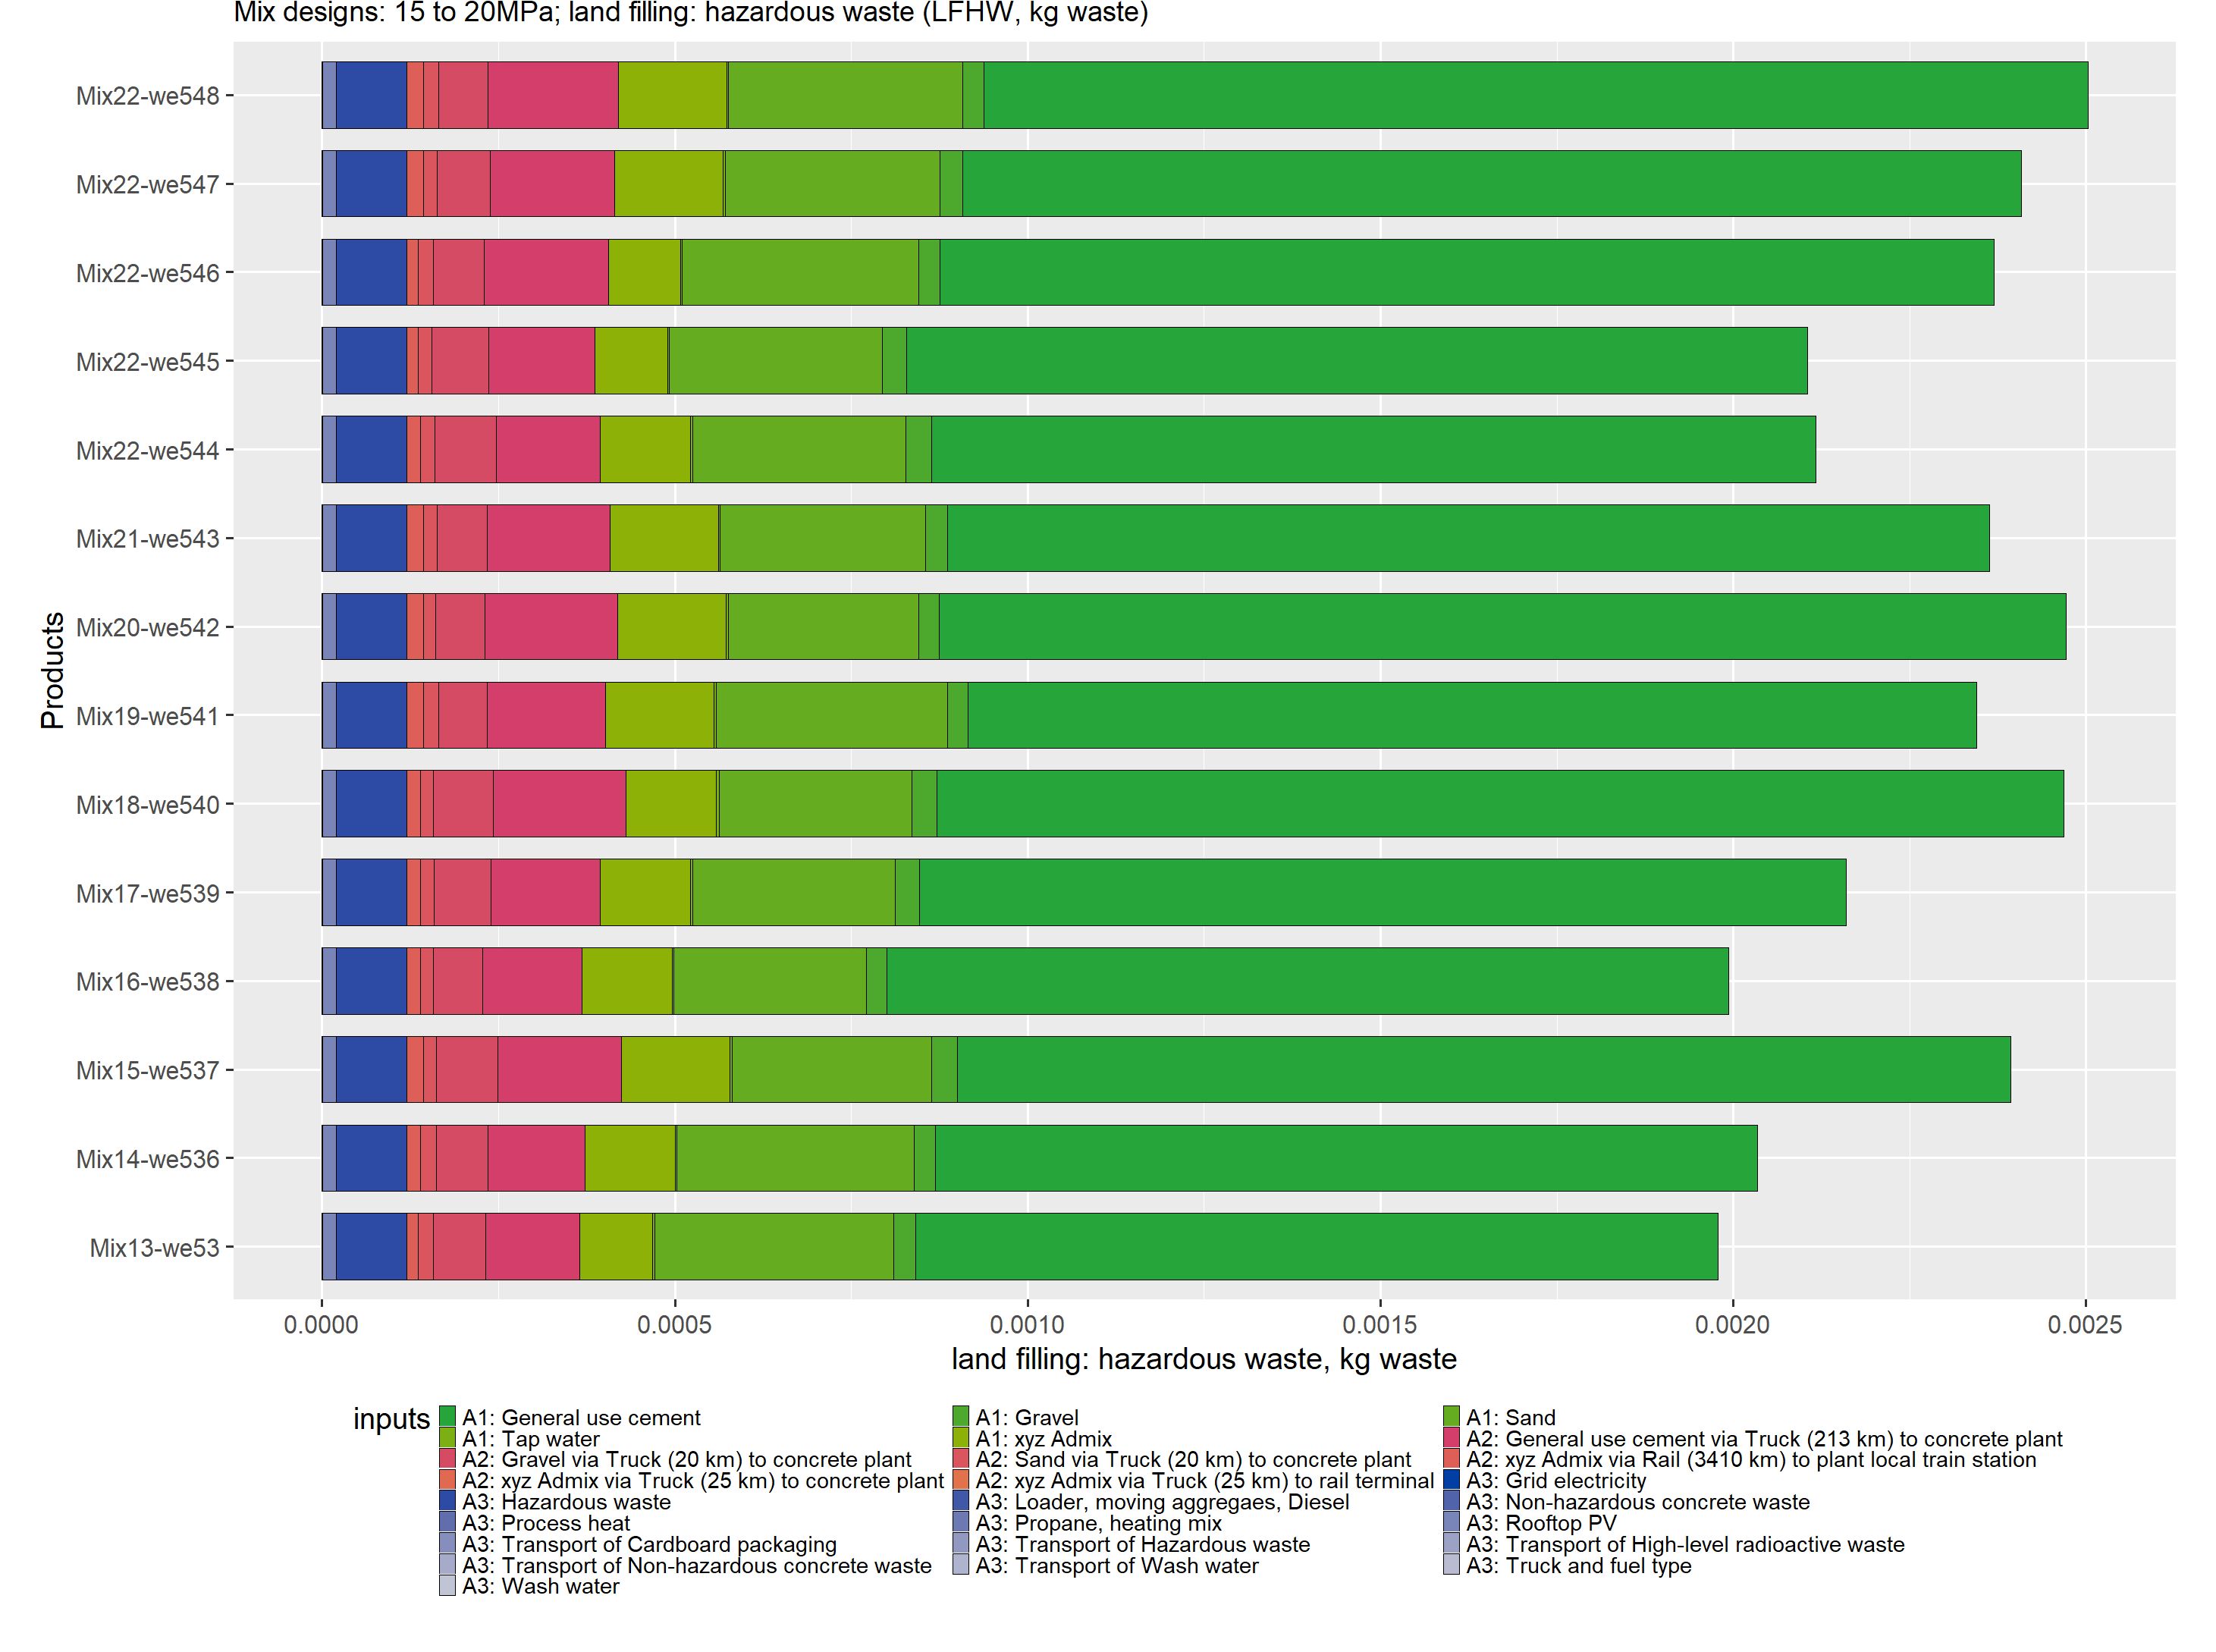 Mix designs: 15 to 20MPa; land filling: hazardous waste (LFHW, kg waste)
Products
Mix22-we548
Mix22-we547
Mix22-we546
Mix22-we545
Mix22-we544
Mix21-we543
Mix20-we542
Mix19-we541
Mix18-we540
Mix17-we539
Mix16-we538
Mix15-we537
Mix14-we536
Mix13-we53
0.0000 0.0005 0.0010 0.0015 0.0020 0.0025
land filling: hazardous waste, kg waste
inputs
A1: General use cement A1: Gravel A1: Sand
A1: Tap water A1: xyz Admix A2: General use cement via Truck (213 km) to concrete plant
A2: Gravel via Truck (20 km) to concrete plant A2: Sand via Truck (20 km) to concrete plant A2: xyz Admix via Rail (3410 km) to plant local train station
A2: xyz Admix via Truck (25 km) to concrete plant A2: xyz Admix via Truck (25 km) to rail terminal A3: Grid electricity
A3: Hazardous waste A3: Loader, moving aggregaes, Diesel A3: Non-hazardous concrete waste
A3: Process heat A3: Propane, heating mix A3: Rooftop PV
A3: Transport of Cardboard packaging A3: Transport of Hazardous waste A3: Transport of High-level radioactive waste
A3: Transport of Non-hazardous concrete waste A3: Transport of Wash water A3: Truck and fuel type
A3: Wash water